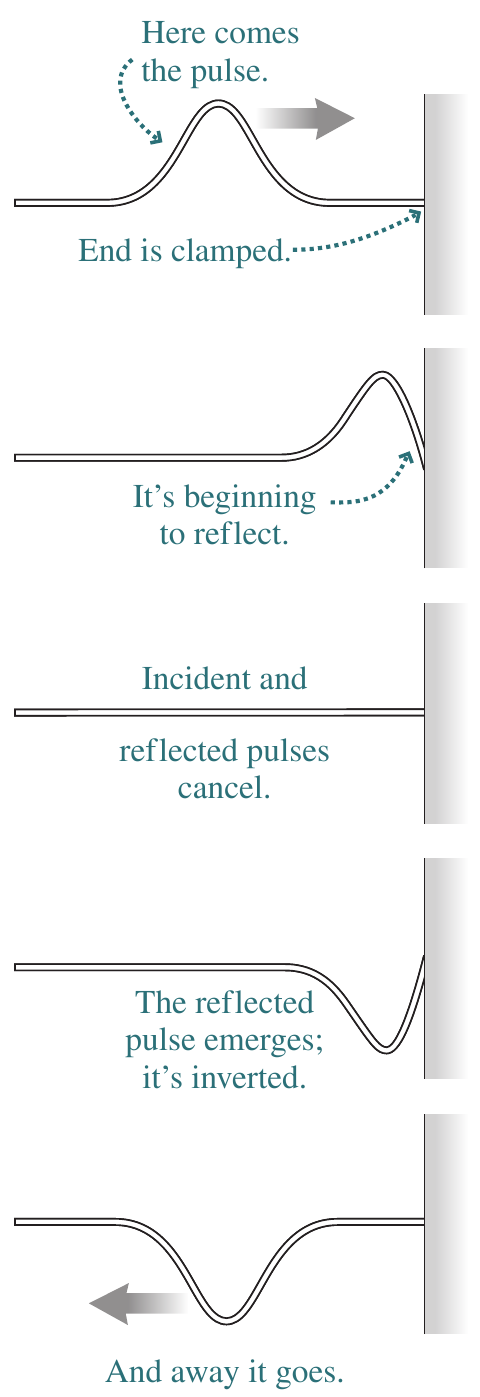 Here comes
the pulse.
End is clamped.
It’s beginning
to reflect.
Incident and
reflected pulses
cancel.
The reflected
pulse emerges;
it’s inverted.
And away it goes.